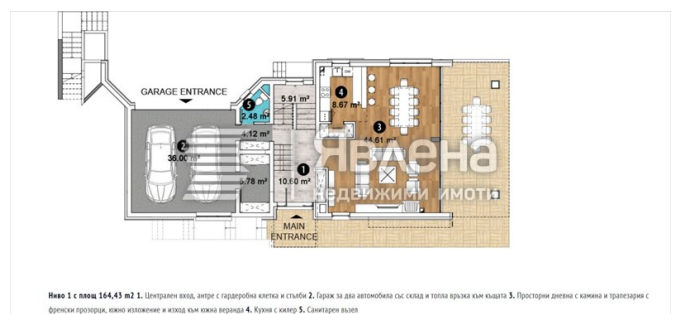 GARAGE ENTRANCE
5
5.91 m²
4
8.67 m²
2.48 m²
3
4.12 m²
2
36.00 m²
ЯВЛЕНА
1
10.60 m²
недвижими имоти
MAIN
ENTRANCE
Ниво 1 с площ 164,43 m2 1. Централен вход, антре с гардеробна клетка и стълби 2. Гараж за два автомобила със склад и топла връзка към къщата 3. Просторни дневна с камина и трапезария с
френски прозорци, южно изложение и изход към южна веранда 4. Кухня с килер 5. Санитарен възел